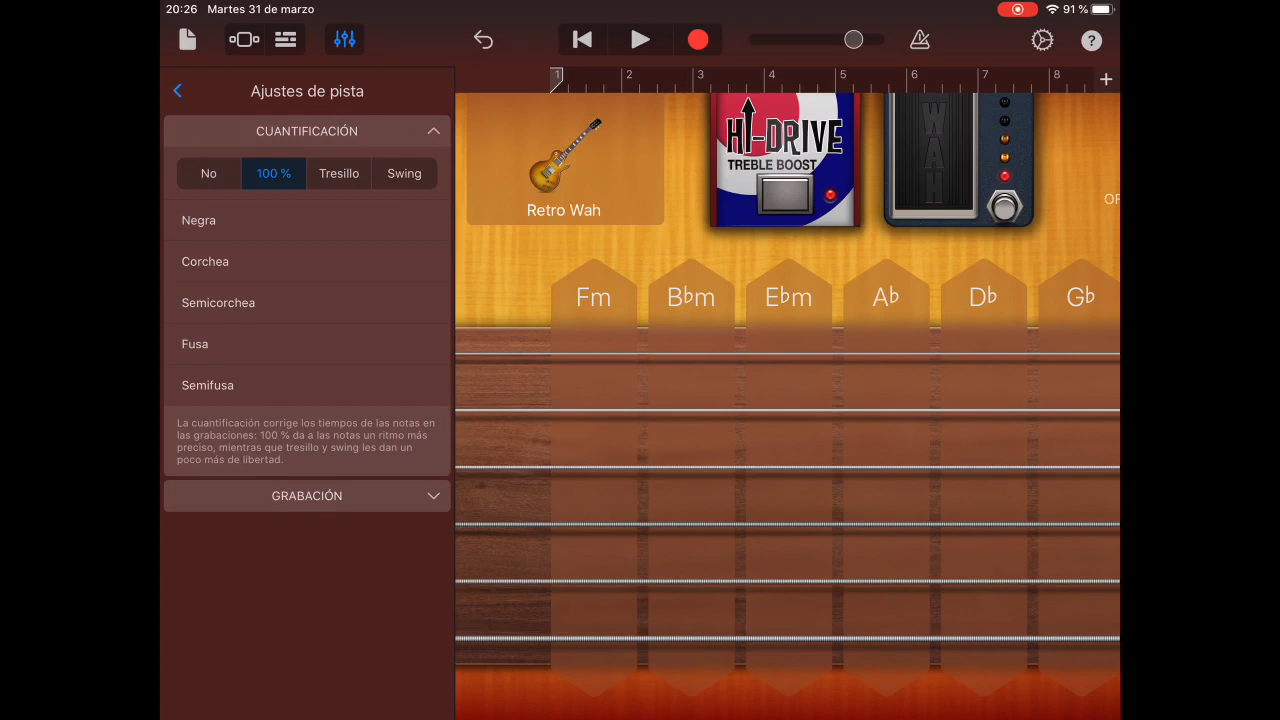 20:26 Martes 31 de marzo
91 %
1 2 3 4 5 6 7 8
Ajustes de pista
CUANTIFICACIÓN
No 100 % Tresillo Swing
Negra
Corchea
Semicorchea
Fusa
Semifusa
La cuantificación corrige los tiempos de las notas en
las grabaciones: 100 % da a las notas un ritmo más
preciso, mientras que tresillo y swing les dan un
poco más de libertad.
GRABACIÓN
Retro Wah
HI-DRIVE
TREBLE BOOST
WAH
Fm B♭m E♭m A♭ D♭ G♭